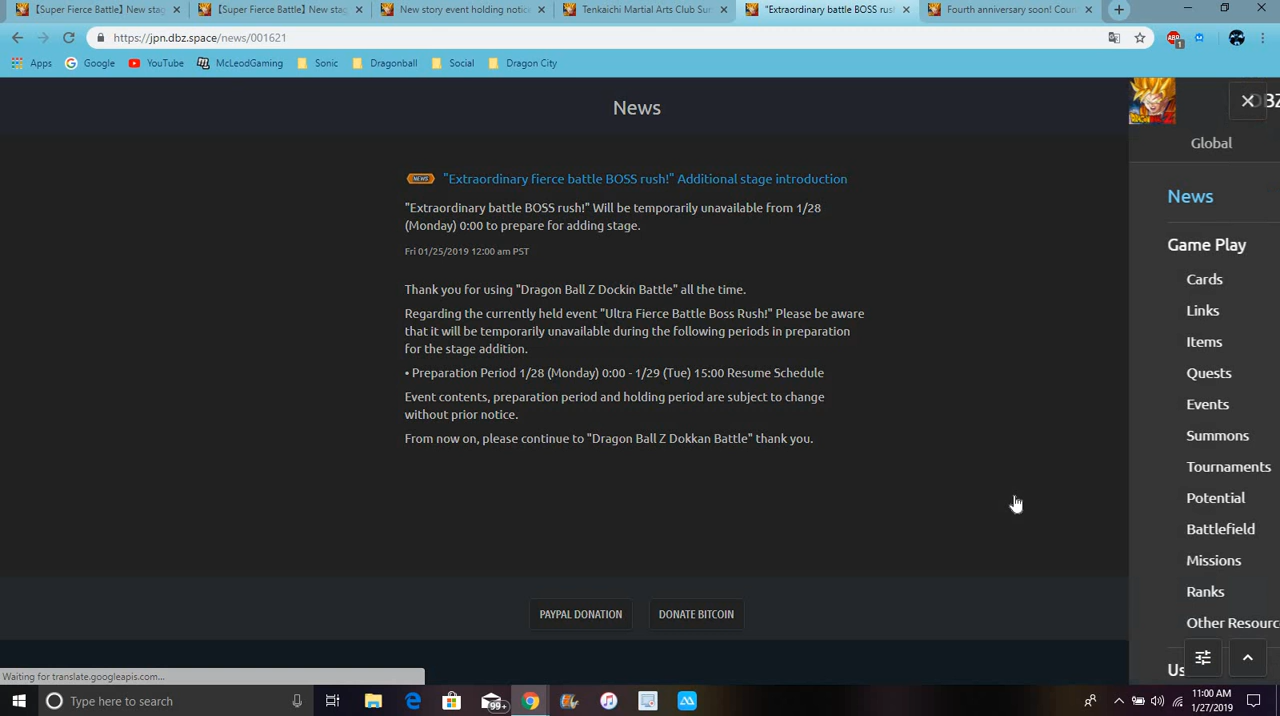 【Super Fierce Battle】 New stag
【Super Fierce Battle】 New stag
New story event holding notice
Tenkaichi Martial Arts Club Sus
"Extraordinary battle BOSS rus
Fourth anniversary soon! Coun
https://jpn.dbz.space/news/001621
Apps
Google
YouTube
McLeodGaming
Sonic
Dragonball
Social
Dragon City
News
DBZ
Global
NEWS "Extraordinary fierce battle BOSS rush!" Additional stage introduction
"Extraordinary battle BOSS rush!" Will be temporarily unavailable from 1/28
(Monday) 0:00 to prepare for adding stage.
Fri 01/25/2019 12:00 am PST
Thank you for using "Dragon Ball Z Dockin Battle" all the time.
Regarding the currently held event "Ultra Fierce Battle Boss Rush!" Please be aware
that it will be temporarily unavailable during the following periods in preparation
for the stage addition.
• Preparation Period 1/28 (Monday) 0:00 - 1/29 (Tue) 15:00 Resume Schedule
Event contents, preparation period and holding period are subject to change
without prior notice.
From now on, please continue to "Dragon Ball Z Dokkan Battle" thank you.
News
Game Play
Cards
Links
Items
Quests
Events
Summons
Tournaments
Potential
Battlefield
Missions
Ranks
Other Resourc
Us
PAYPAL DONATION
DONATE BITCOIN
Waiting for translate.googleapis.com...
Type here to search
99+
11:00 AM
1/27/2019